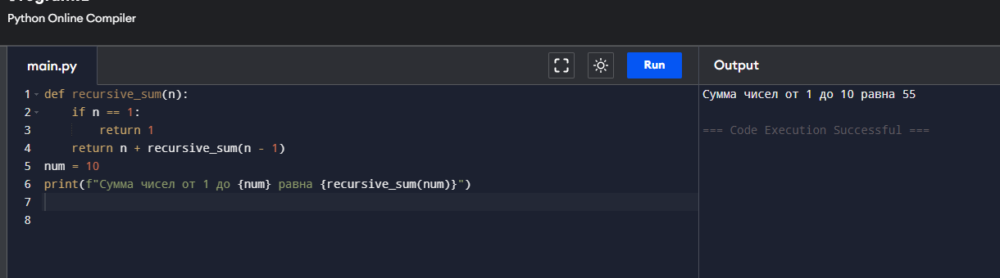 Python Online Compiler
main.py
Run
Output
1 def recursive_sum(n):
2     if n == 1:
3         return 1
4     return n + recursive_sum(n - 1)
5 num = 10
6 print(f"Сумма чисел от 1 до {num} равна {recursive_sum(num)}")
7
8
Сумма чисел от 1 до 10 равна 55
=== Code Execution Successful ===